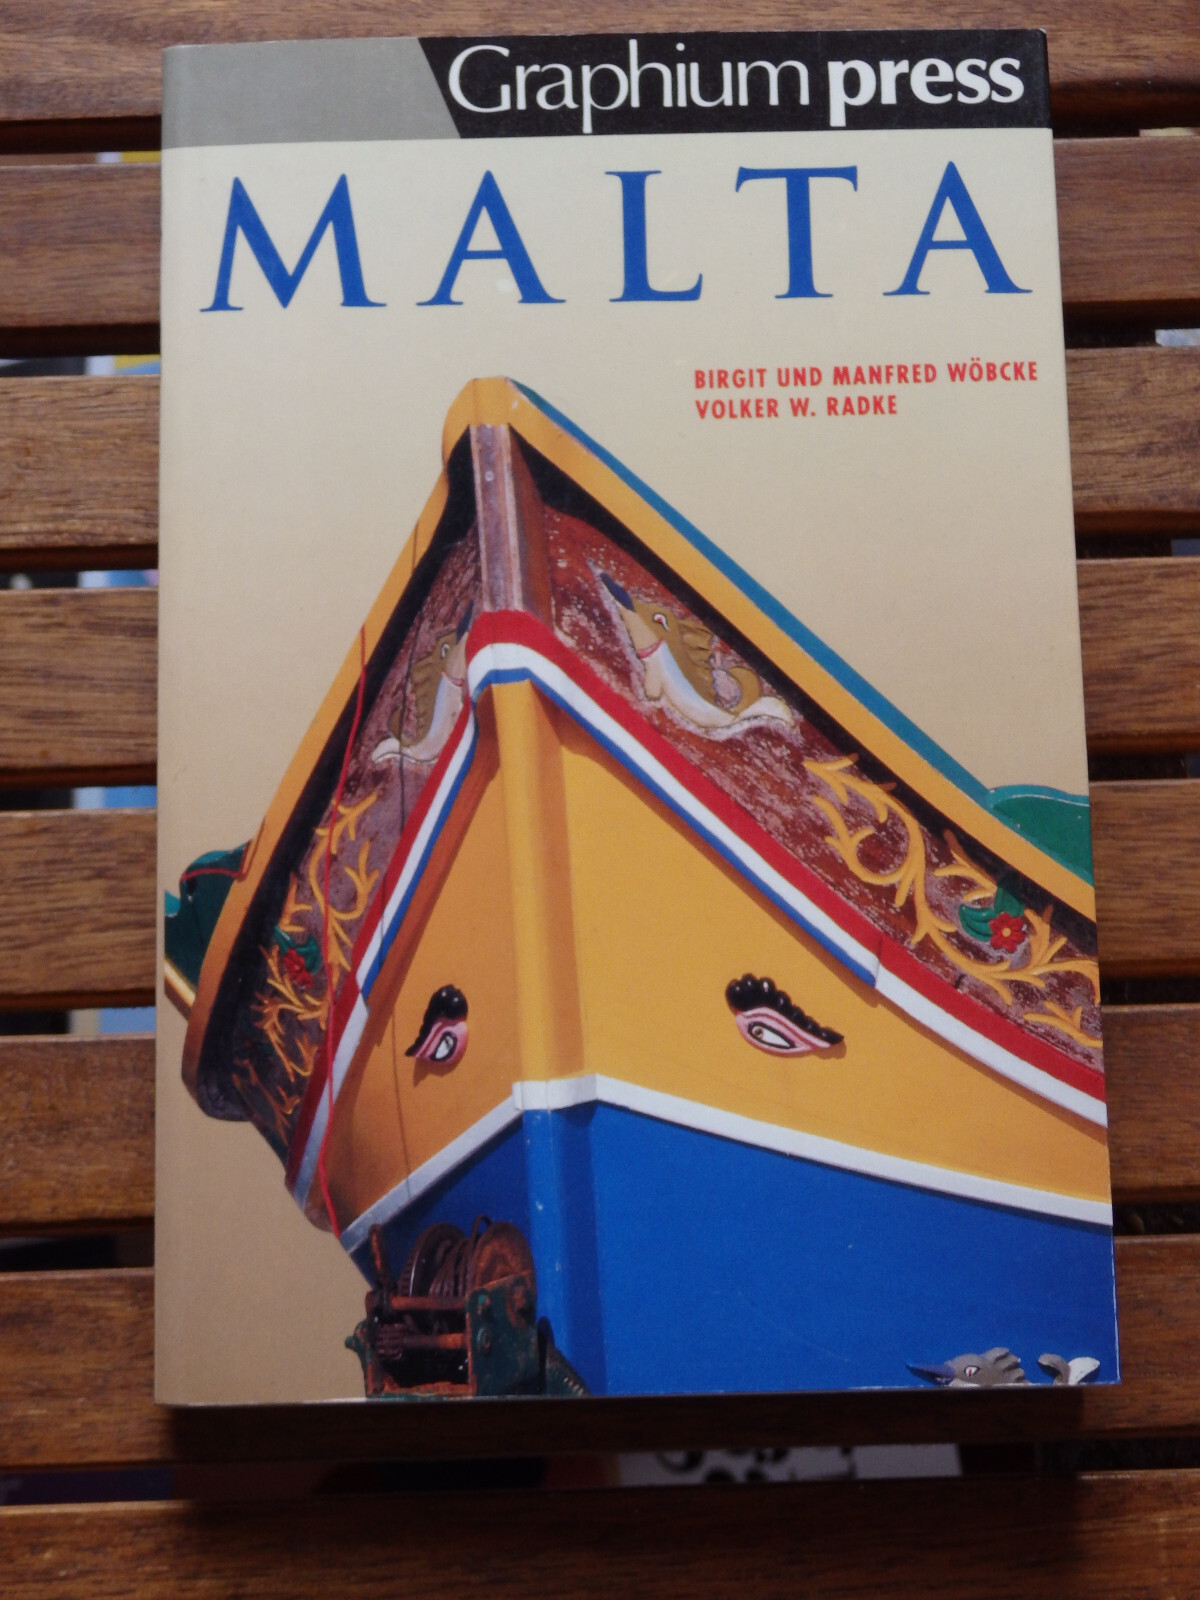 Graphium press
MALTA
BIRGIT UND MANFRED WÖBCKE
VOLKER W. RADKE